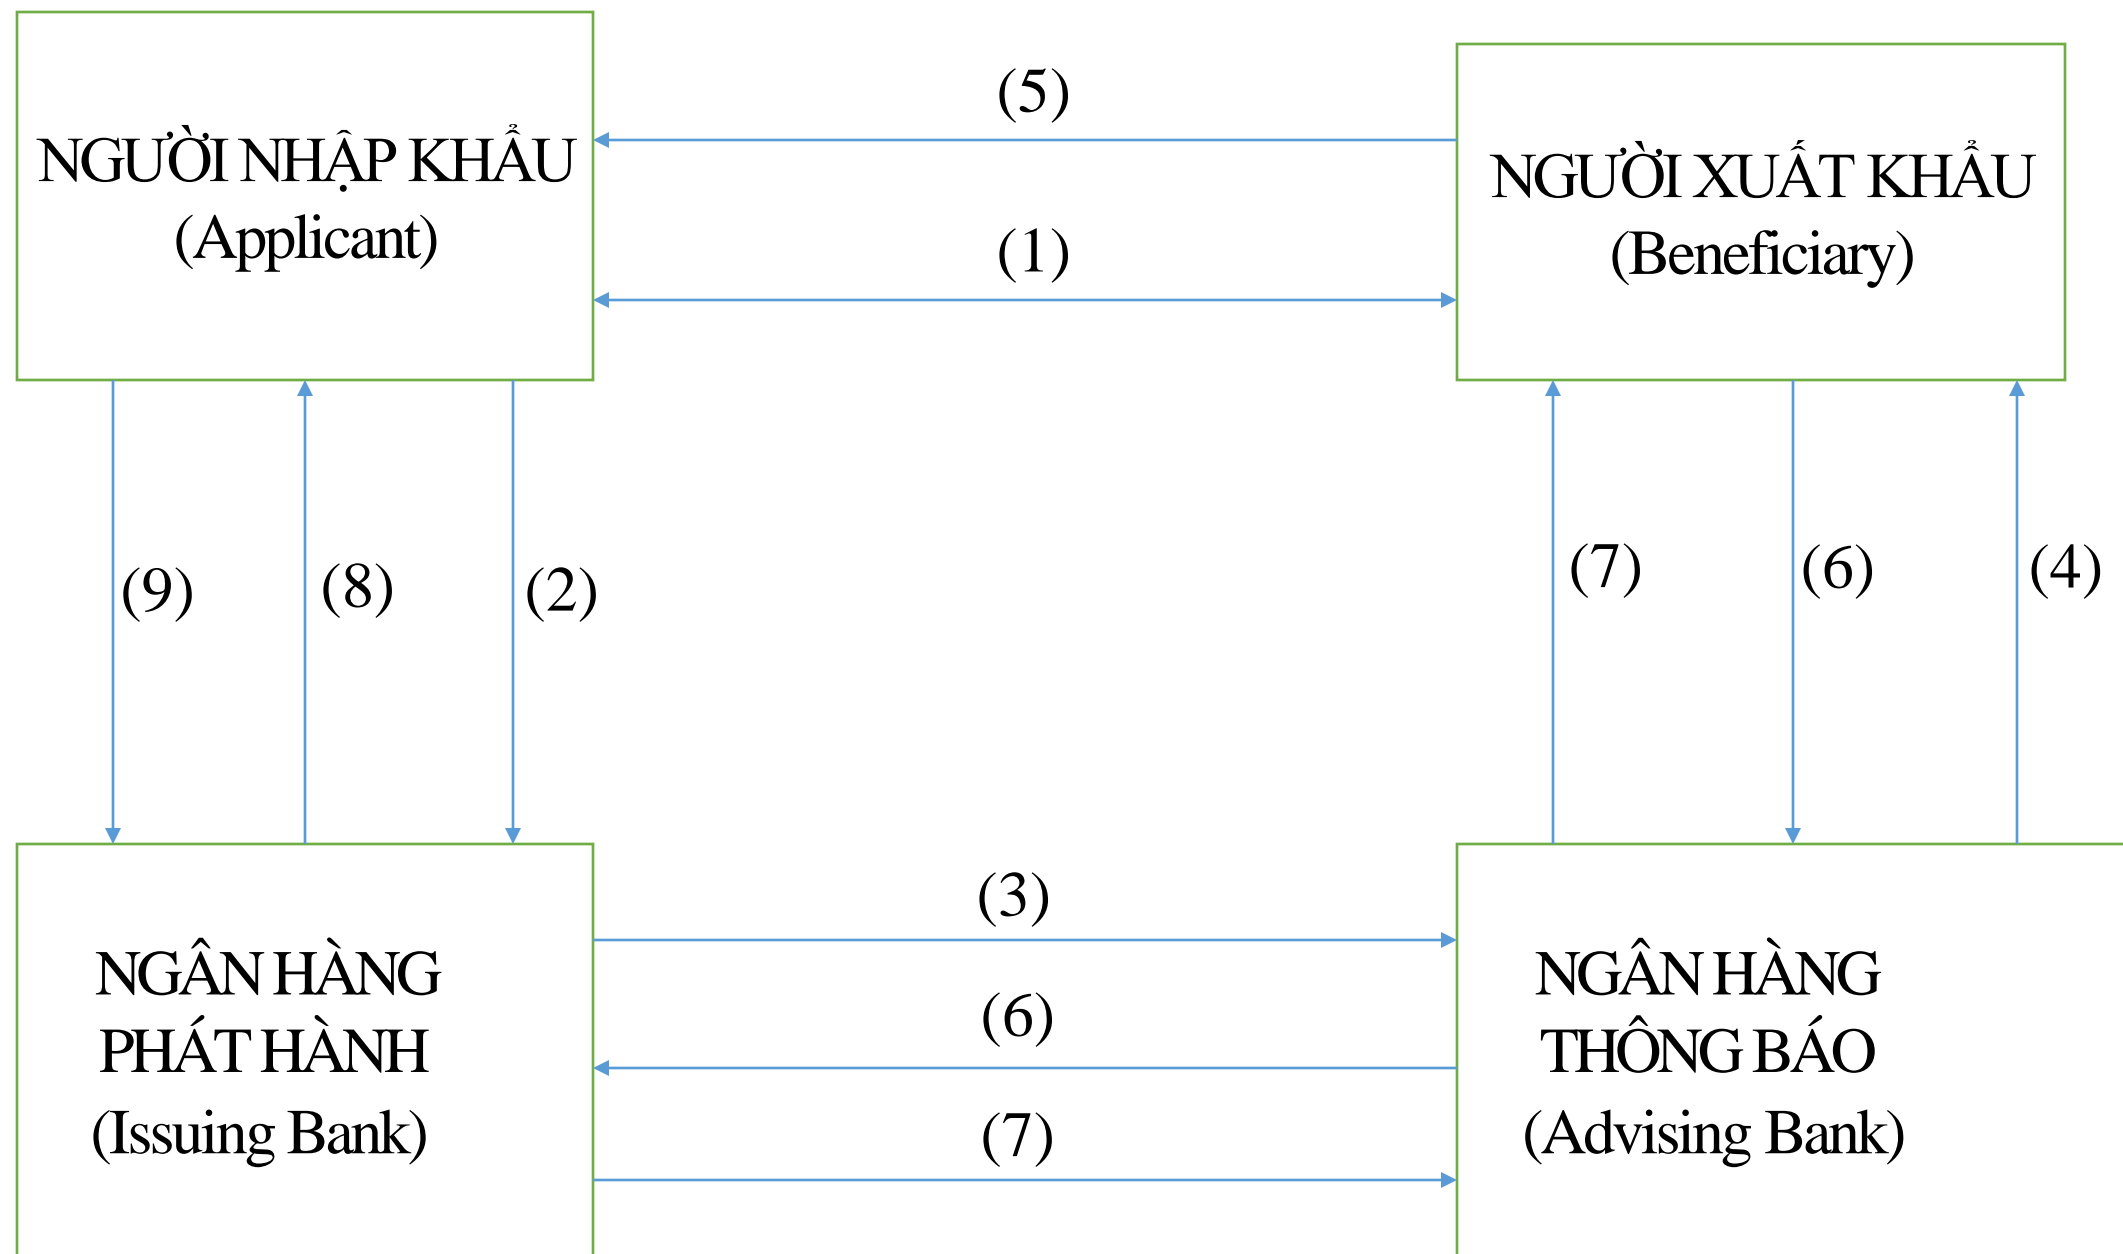 (5)
NGƯỜI NHẬP KHẨU
(Applicant)
NGƯỜI XUẤT KHẨU
(Beneficiary)
(1)
(9)
(8)
(2)
(7)
(6)
(4)
(3)
NGÂN HÀNG
PHÁT HÀNH
(Issuing Bank)
(6)
(7)
NGÂN HÀNG
THÔNG BÁO
(Advising Bank)